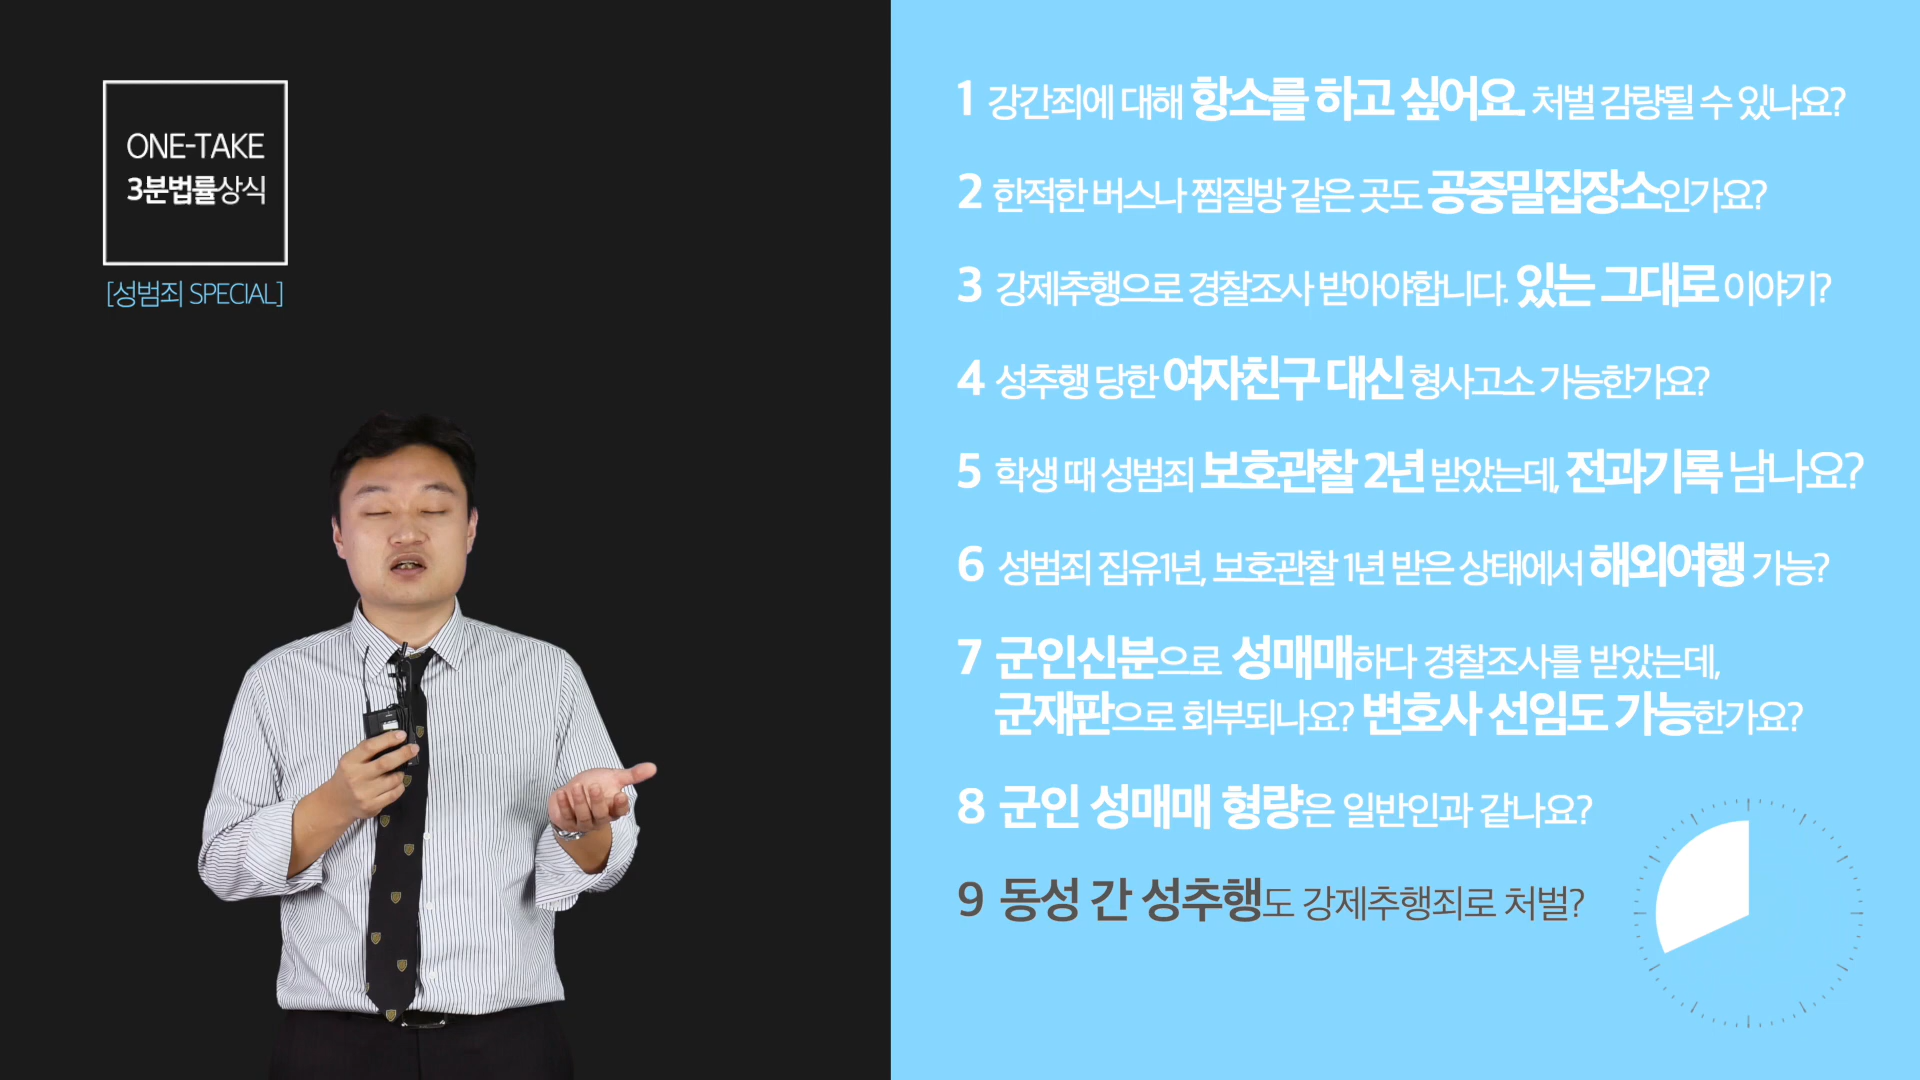 ONE-TAKE
3분법률상식
[성범죄 SPECIAL]
1 강간죄에 대해 항소를 하고 싶어요. 처벌 감량될 수 있나요?
2 한적한 버스나 찜질방 같은 곳도 공중밀집장소인가요?
3 강제추행으로 경찰조사 받아야합니다. 있는 그대로 이야기?
4 성추행 당한 여자친구 대신 형사고소 가능한가요?
5 학생 때 성범죄 보호관찰 2년 받았는데, 전과기록 남나요?
6 성범죄 집유1년, 보호관찰 1년 받은 상태에서 해외여행 가능?
7 군인신분으로 성매매하다 경찰조사를 받았는데,
군재판으로 회부되나요? 변호사 선임도 가능한가요?
8 군인 성매매 형량은 일반인과 같나요?
9 동성 간 성추행도 강제추행죄로 처벌?